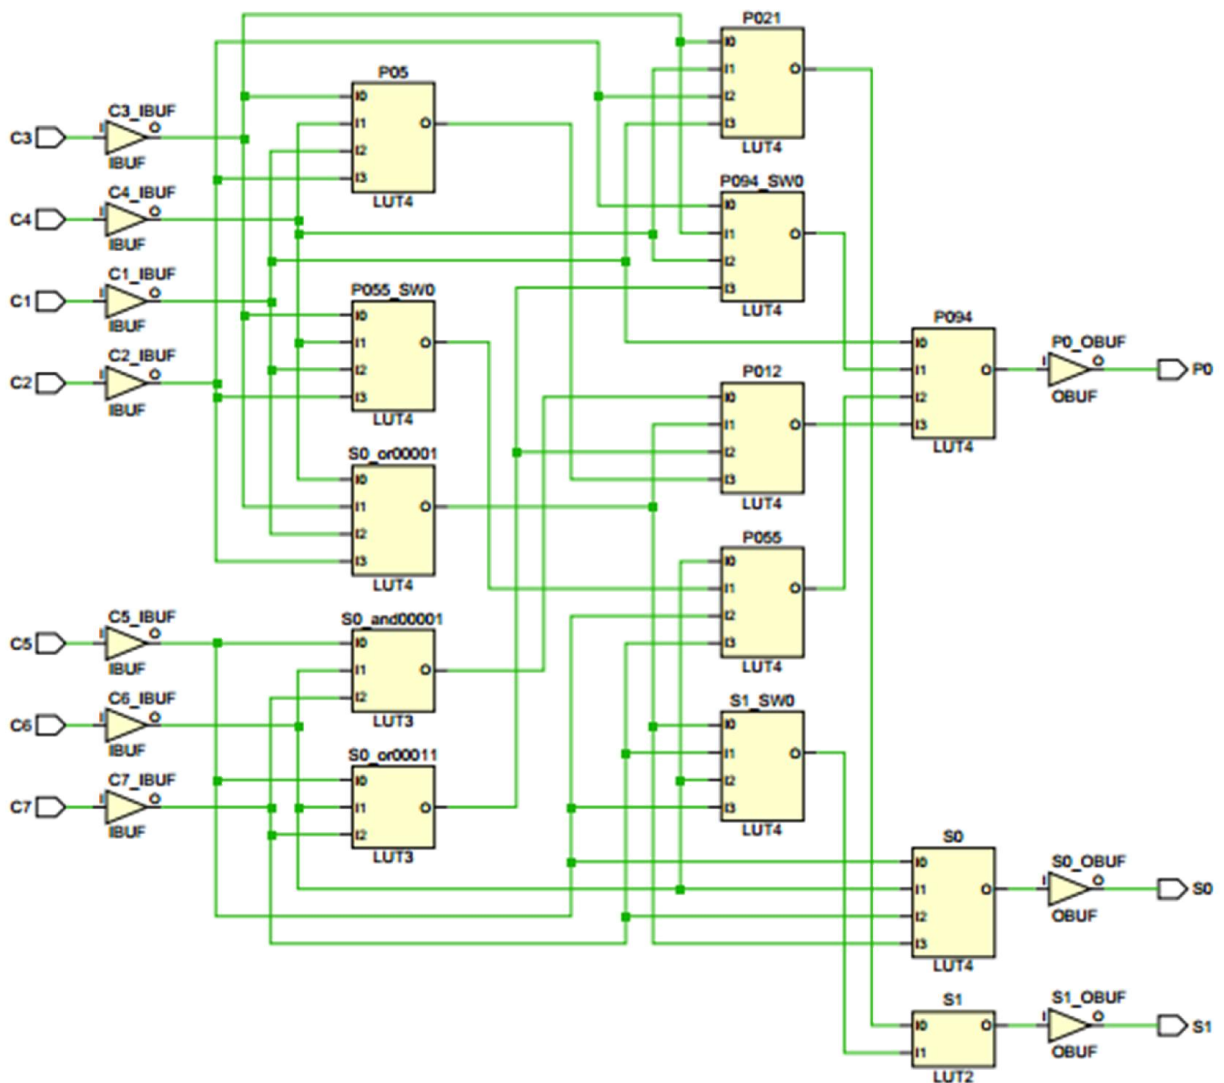 P021
I0
I1
I2
I3
O
LUT4
P05
I0
I1
I2
I3
O
LUT4
C3
I
C3_IBUF
O
IBUF
C4
I
C4_IBUF
O
IBUF
P094_SW0
I0
I1
I2
I3
O
LUT4
C1
I
C1_IBUF
O
IBUF
P055_SW0
I0
I1
I2
I3
O
LUT4
C2
I
C2_IBUF
O
IBUF
P094
I0
I1
I2
I3
O
LUT4
I
P0_OBUF
O
OBUF
P0
P012
I0
I1
I2
I3
O
LUT4
S0_or00001
I0
I1
I2
I3
O
LUT4
P055
I0
I1
I2
I3
O
LUT4
C5
I
C5_IBUF
O
IBUF
S0_and00001
I0
I1
I2
O
LUT3
C6
I
C6_IBUF
O
IBUF
S1_SW0
I0
I1
I2
I3
O
LUT4
C7
I
C7_IBUF
O
IBUF
S0_or00011
I0
I1
I2
O
LUT3
S0
I0
I1
I2
I3
O
LUT4
I
S0_OBUF
O
OBUF
S0
S1
I0
I1
O
LUT2
I
S1_OBUF
O
OBUF
S1